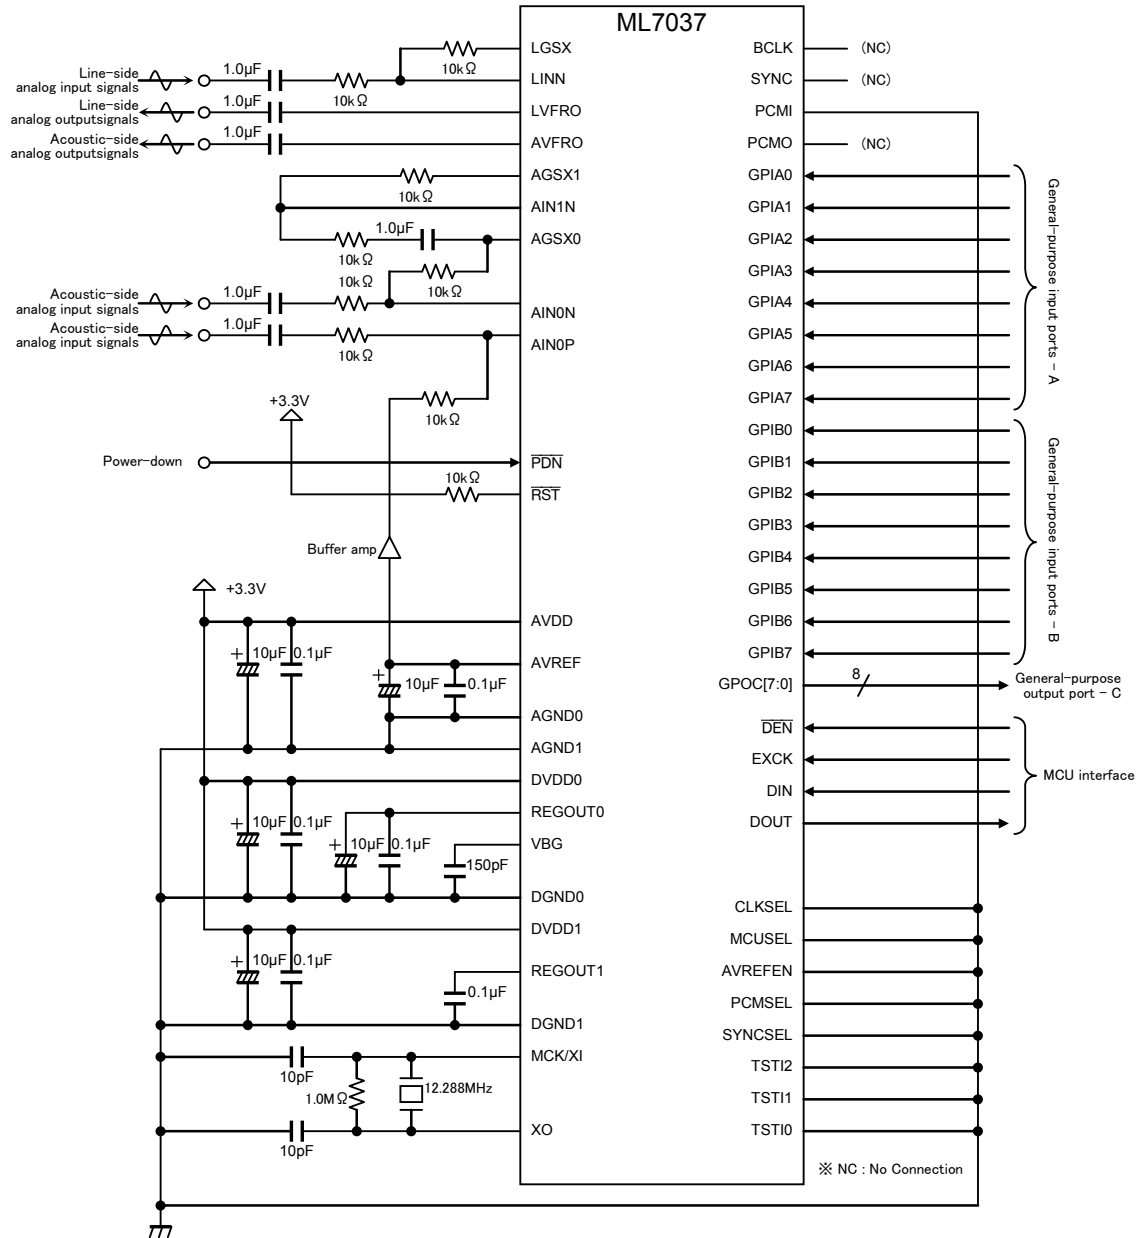 ML7037
LGSX
10kΩ
Line-side
analog input signals
1.0μF
10kΩ
LINN
Line-side
analog outputsignals
1.0μF
LVFRO
Acoustic-side
analog outputsignals
1.0μF
AVFRO
AGSX1
10kΩ
AIN1N
1.0μF
AGSX0
10kΩ
10kΩ
10kΩ
Acoustic-side
analog input signals
1.0μF
AIN0N
Acoustic-side
analog input signals
1.0μF
10kΩ
AIN0P
+3.3V
10kΩ
Power-down
PDN
10kΩ
RST
Buffer amp
+3.3V
AVDD
+
10μF
0.1μF
AVREF
+
10μF
0.1μF
AGND0
AGND1
DVDD0
+
10μF
0.1μF
REGOUT0
+
10μF
0.1μF
VBG
150pF
DGND0
DVDD1
+
10μF
0.1μF
REGOUT1
0.1μF
DGND1
MCK/XI
10pF
1.0MΩ
12.288MHz
XO
10pF
BCLK
(NC)
SYNC
(NC)
PCMI
PCMO
(NC)
GPIA0
GPIA1
GPIA2
GPIA3
GPIA4
GPIA5
GPIA6
GPIA7
General-purpose input ports - A
GPIB0
GPIB1
GPIB2
GPIB3
GPIB4
GPIB5
GPIB6
GPIB7
General-purpose input ports - B
GPOC[7:0]
8
General-purpose
output port - C
DEN
EXCK
DIN
DOUT
MCU interface
CLKSEL
MCUSEL
AVREFEN
PCMSEL
SYNCSEL
TSTI2
TSTI1
TSTI0
※ NC : No Connection